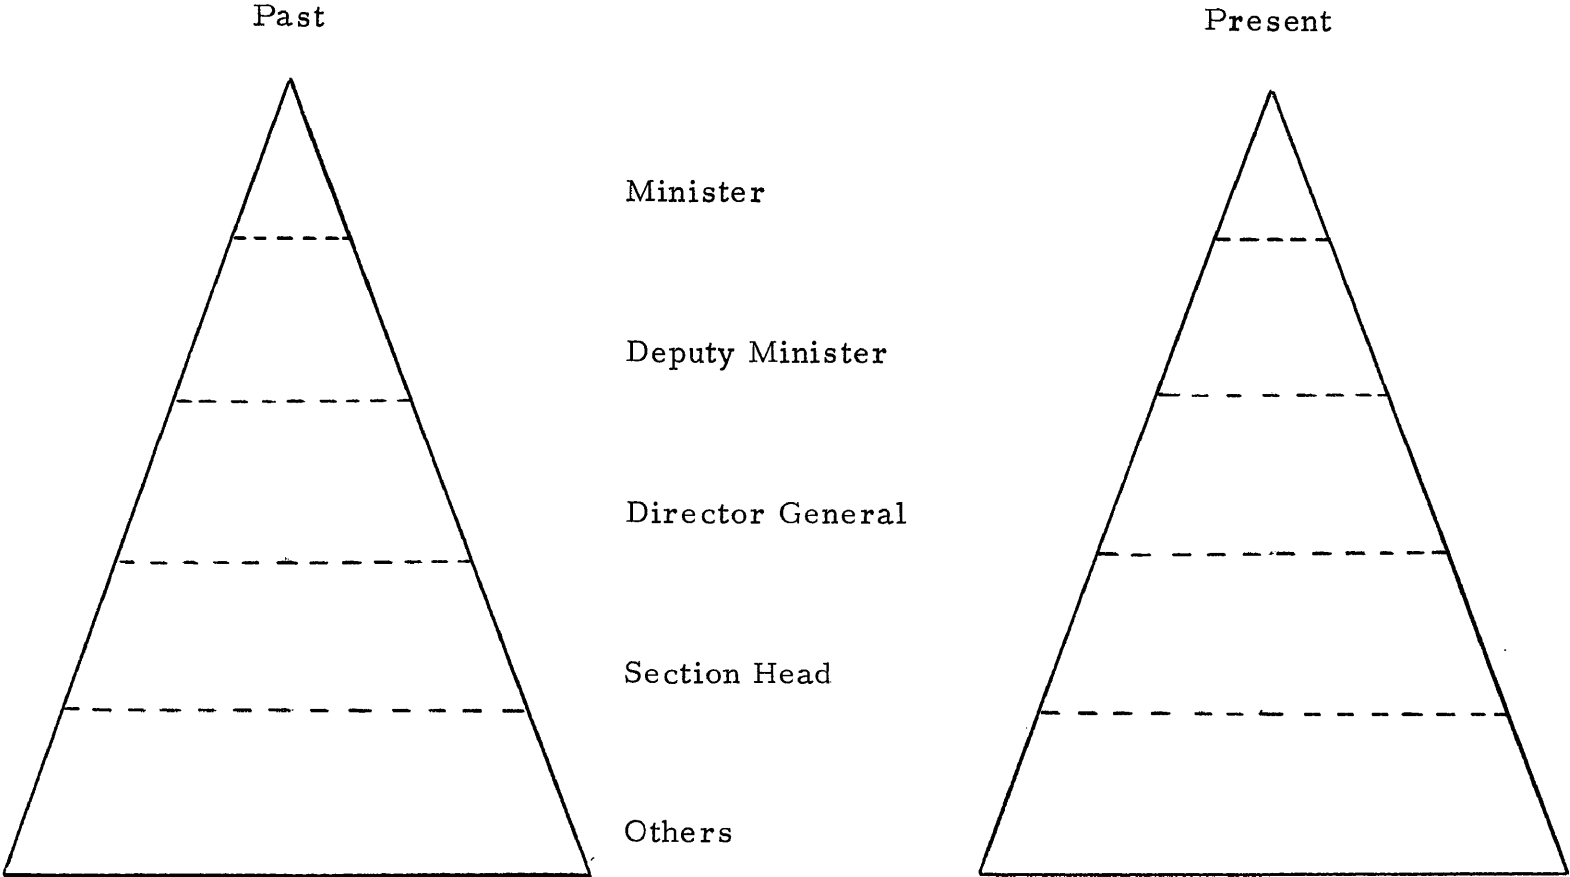 Past
Present
Minister
Deputy Minister
Director General
Section Head
Others